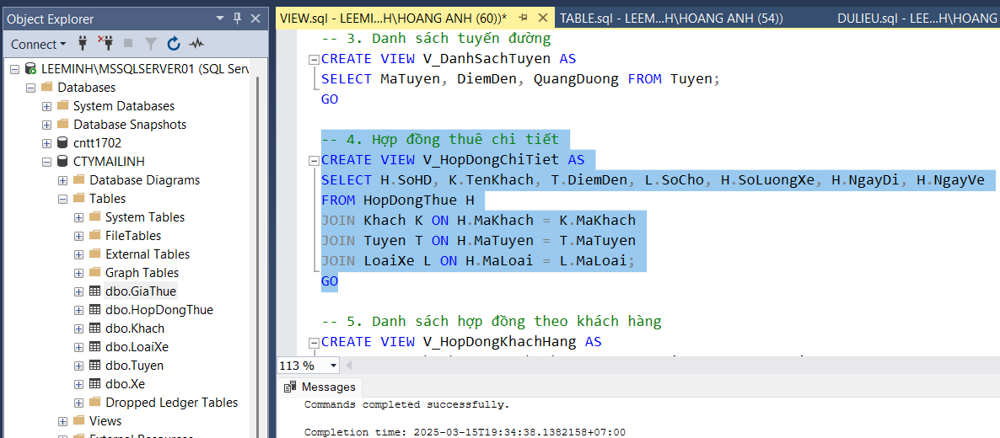 Object Explorer
Connect
LEEMINH\MSSQLSERVER01 (SQL Serv
Databases
System Databases
Database Snapshots
cntt1702
CTYMAILINH
Database Diagrams
Tables
System Tables
FileTables
External Tables
Graph Tables
dbo.GiaThue
dbo.HopDongThue
dbo.Khach
dbo.LoaiXe
dbo.Tuyen
dbo.Xe
Dropped Ledger Tables
Views
External Resources
VIEW.sql - LEEMI...H\HOANG ANH (60))* TABLE.sql - LEEM...H\HOANG ANH (54)) DULIEU.sql - LEE...H\HOANG
-- 3. Danh sách tuyến đường
CREATE VIEW V_DanhSachTuyen AS
SELECT MaTuyen, DiemDen, QuangDuong FROM Tuyen;
GO
-- 4. Hợp đồng thuê chi tiết
CREATE VIEW V_HopDongChiTiet AS
SELECT H.SoHD, K.TenKhach, T.DiemDen, L.SoCho, H.SoLuongXe, H.NgayDi, H.NgayVe
FROM HopDongThue H
JOIN Khach K ON H.MaKhach = K.MaKhach
JOIN Tuyen T ON H.MaTuyen = T.MaTuyen
JOIN LoaiXe L ON H.MaLoai = L.MaLoai;
GO
-- 5. Danh sách hợp đồng theo khách hàng
CREATE VIEW V_HopDongKhachHang AS
113 %
Messages
Commands completed successfully.
Completion time: 2025-03-15T19:34:38.1382158+07:00